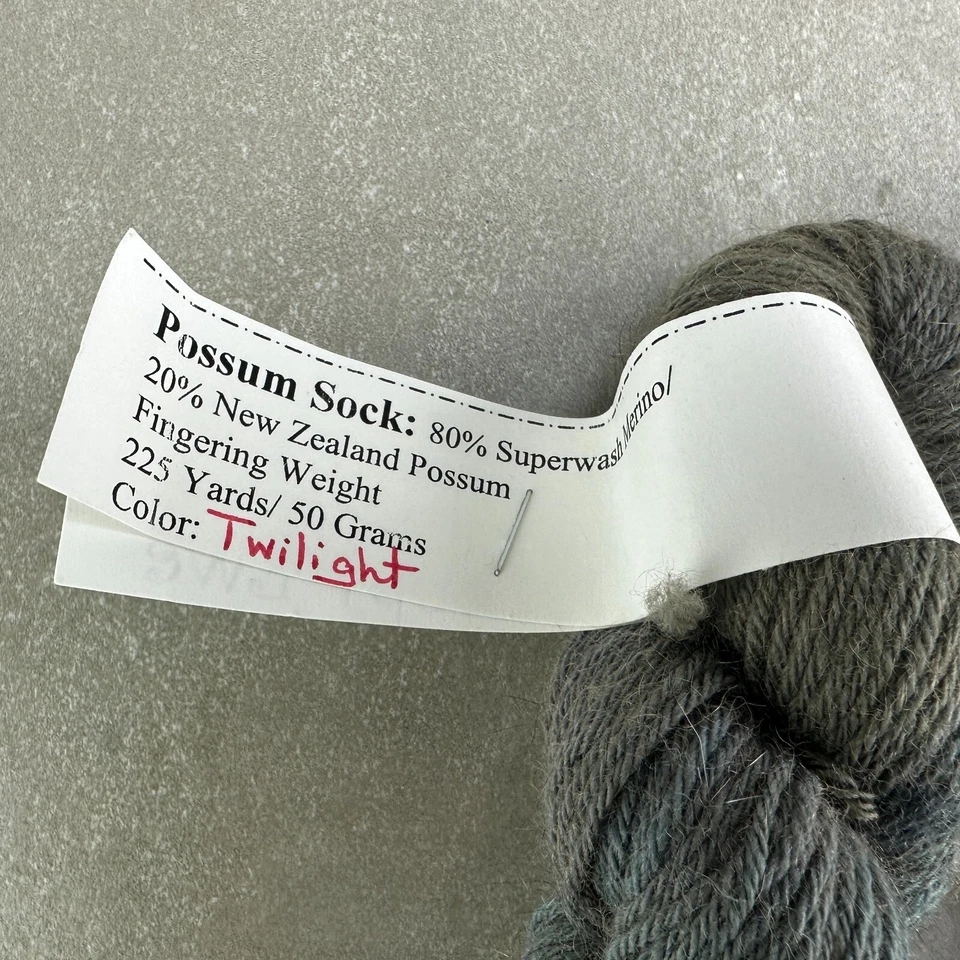 Possum Sock: 80% Superwash Merino/
20% New Zealand Possum
Fingering Weight
225 Yards/ 50 Grams
Color: Twilight